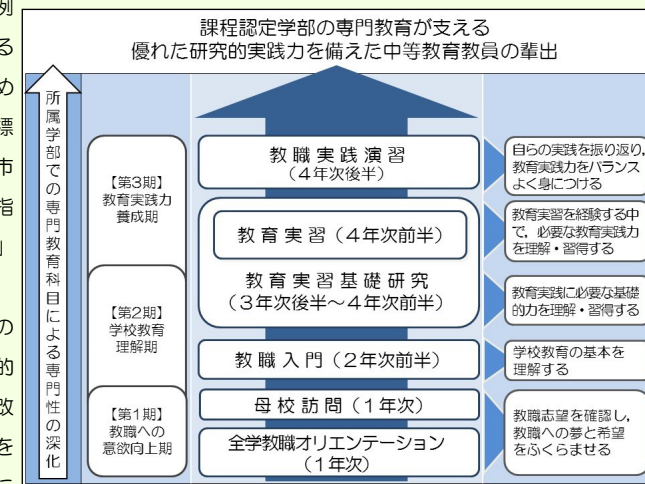 例
る
め
標
市
指
」
の
的
改
を
に
課程認定学部の専門教育が支える
優れた研究的実践力を備えた中等教育教員の輩出
所属学部での専門教育科目による専門性の深化
【第3期】
教育実践力
養成期
【第2期】
学校教育
理解期
【第1期】
教職への
意欲向上期
教職実践演習
（４年次後半）
教育実習（４年次前半）
教育実習基礎研究
（３年次後半～４年次前半）
教職入門（２年次前半）
母校訪問（１年次）
全学教職オリエンテーション
（１年次）
自らの実践を振り返り，
教育実践力をバランス
よく身につける
教育実習を経験する中
で，必要な教育実践力
を理解・習得する
教育実践に必要な基礎
的力を理解・習得する
学校教育の基本を
理解する
教職志望を確認し，
教職への夢と希望
をふくらませる